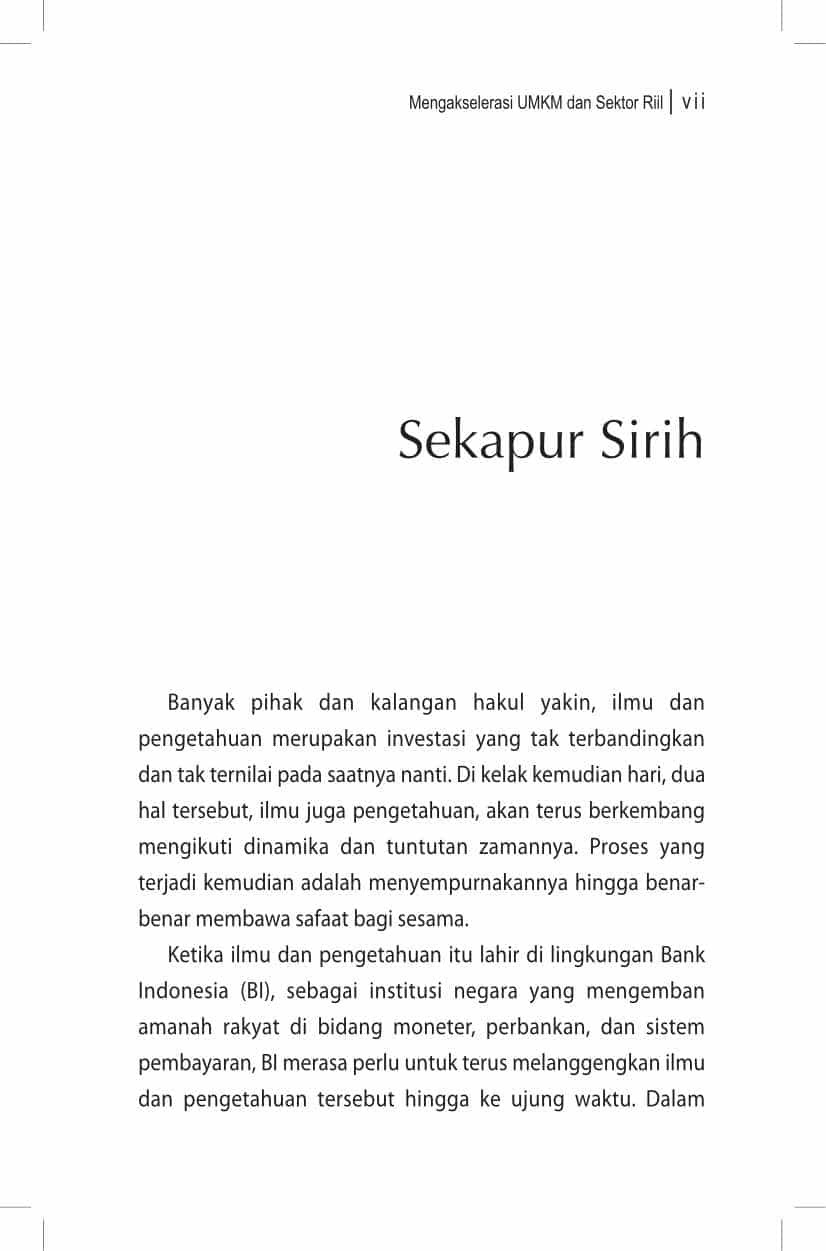 Mengakselerasi UMKM dan Sektor Riil | vii
Sekapur Sirih
Banyak pihak dan kalangan hakul yakin, ilmu dan
pengetahuan merupakan investasi yang tak terbandingkan
dan tak ternilai pada saatnya nanti. Di kelak kemudian hari, dua
hal tersebut, ilmu juga pengetahuan, akan terus berkembang
mengikuti dinamika dan tuntutan zamannya. Proses yang
terjadi kemudian adalah menyempurnakannya hingga benar-
benar membawa safaat bagi sesama.
Ketika ilmu dan pengetahuan itu lahir di lingkungan Bank
Indonesia (BI), sebagai institusi negara yang mengemban
amanah rakyat di bidang moneter, perbankan, dan sistem
pembayaran, BI merasa perlu untuk terus melanggengkan ilmu
dan pengetahuan tersebut hingga ke ujung waktu. Dalam